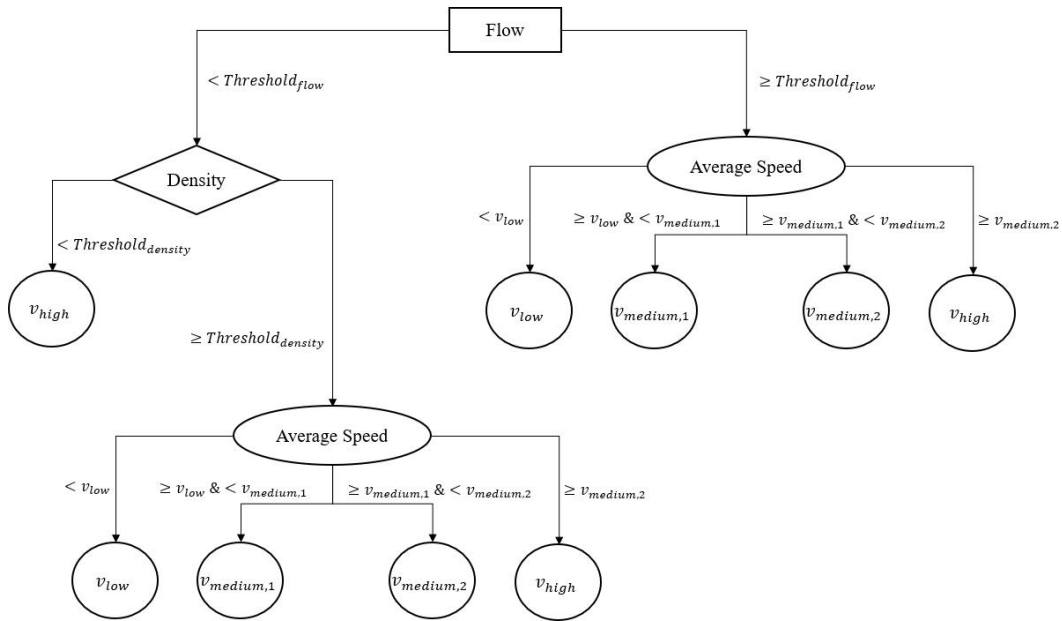 Flow
< Threshold_flow
≥ Threshold_flow
Density
Average Speed
< v_low
≥ v_low & < v_medium,1
≥ v_medium,1 & < v_medium,2
≥ v_medium,2
< Threshold_density
v_high
v_low
v_medium,1
v_medium,2
v_high
≥ Threshold_density
Average Speed
< v_low
≥ v_low & < v_medium,1
≥ v_medium,1 & < v_medium,2
≥ v_medium,2
v_low
v_medium,1
v_medium,2
v_high